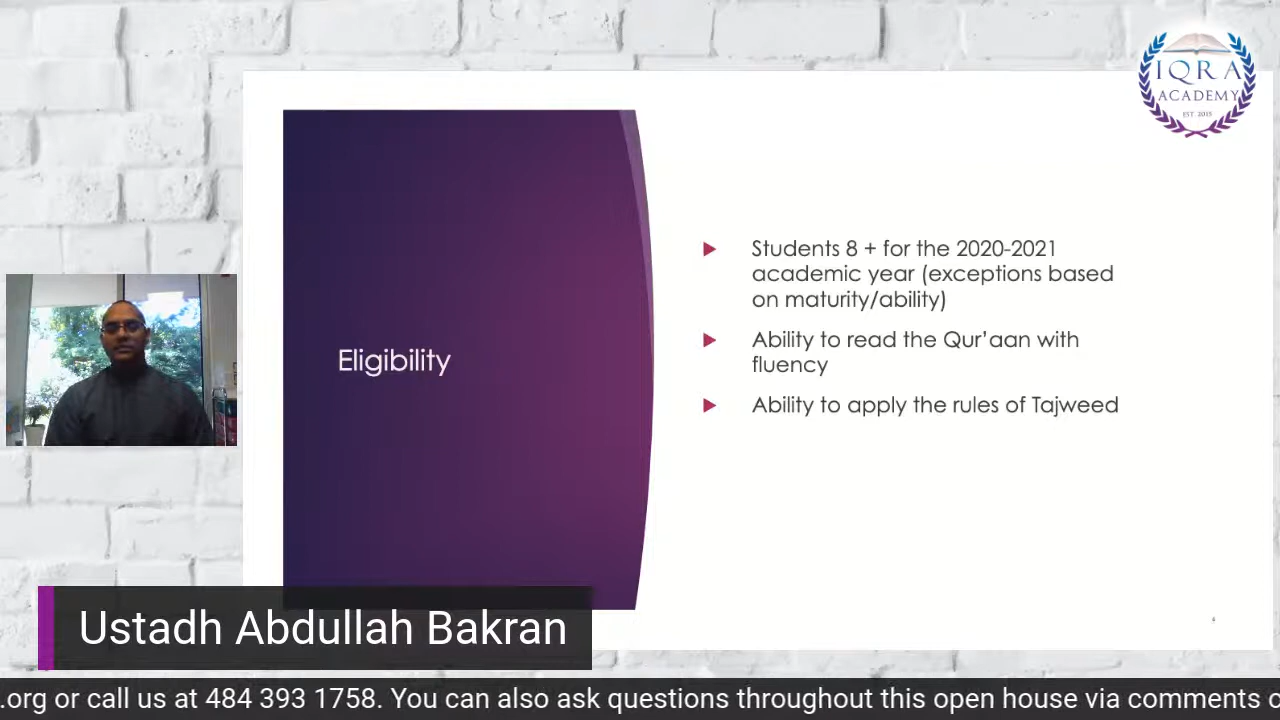 IQRA
ACADEMY
EST. 2015
Eligibility
Students 8 + for the 2020-2021
academic year (exceptions based
on maturity/ability)
Ability to read the Qur’aan with
fluency
Ability to apply the rules of Tajweed
Ustadh Abdullah Bakran
.org or call us at 484 393 1758. You can also ask questions throughout this open house via comments